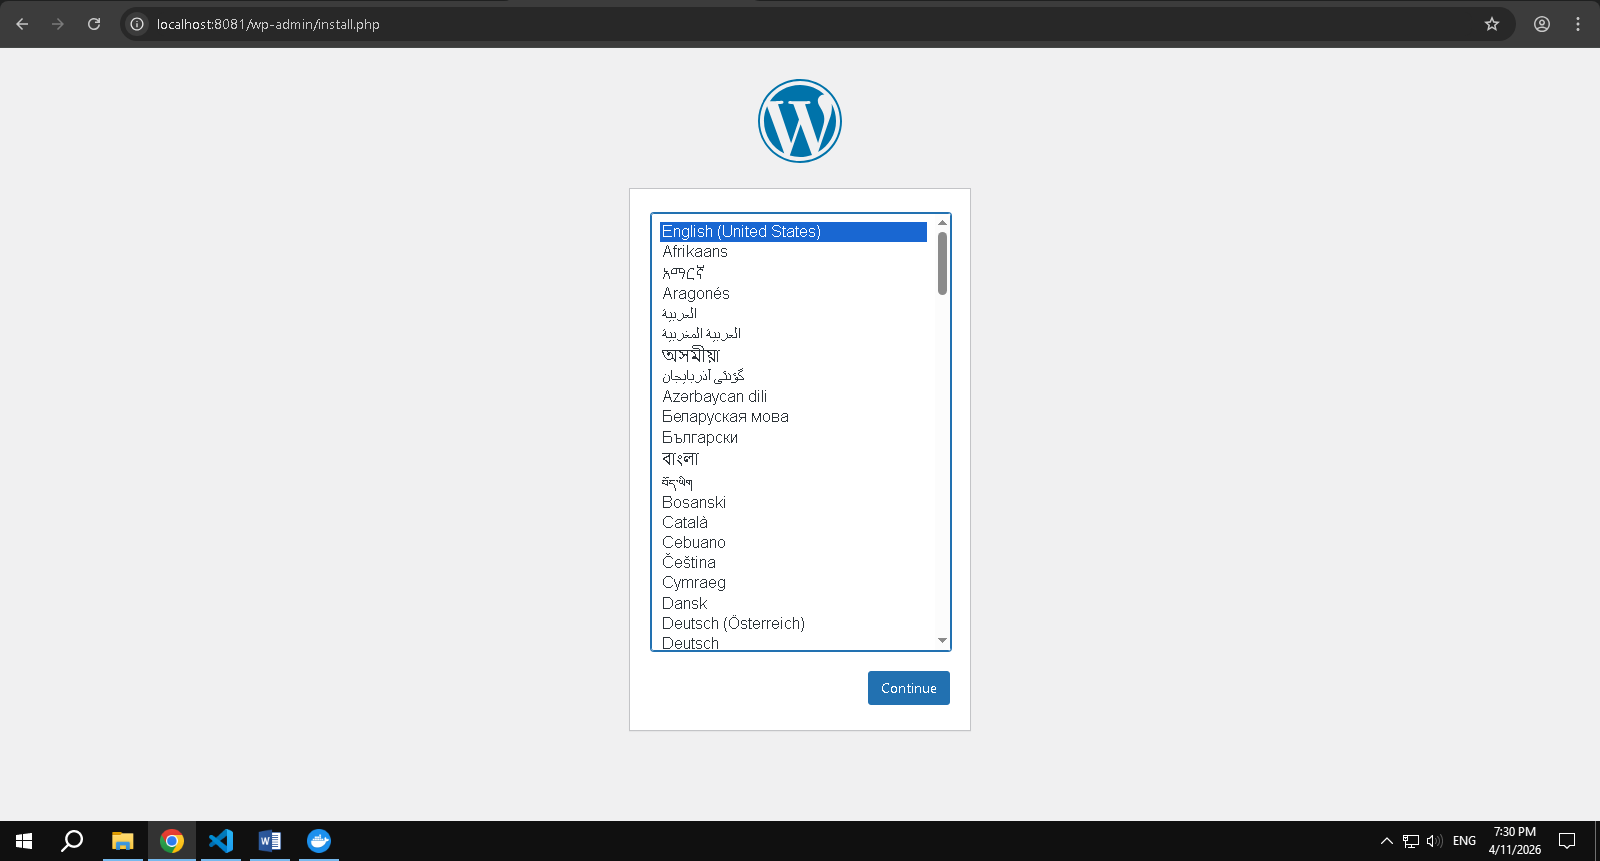 localhost:8081/wp-admin/install.php
English (United States)
Afrikaans
አማርኛ
Aragonés
العربية
العربية المغربية
অসমীয়া
گؤنئی آذربایجان
Azərbaycan dili
Беларуская мова
Български
বাংলা
བོད་ཡིག
Bosanski
Català
Cebuano
Čeština
Cymraeg
Dansk
Deutsch (Österreich)
Deutsch
Continue
ENG
7:30 PM
4/11/2026